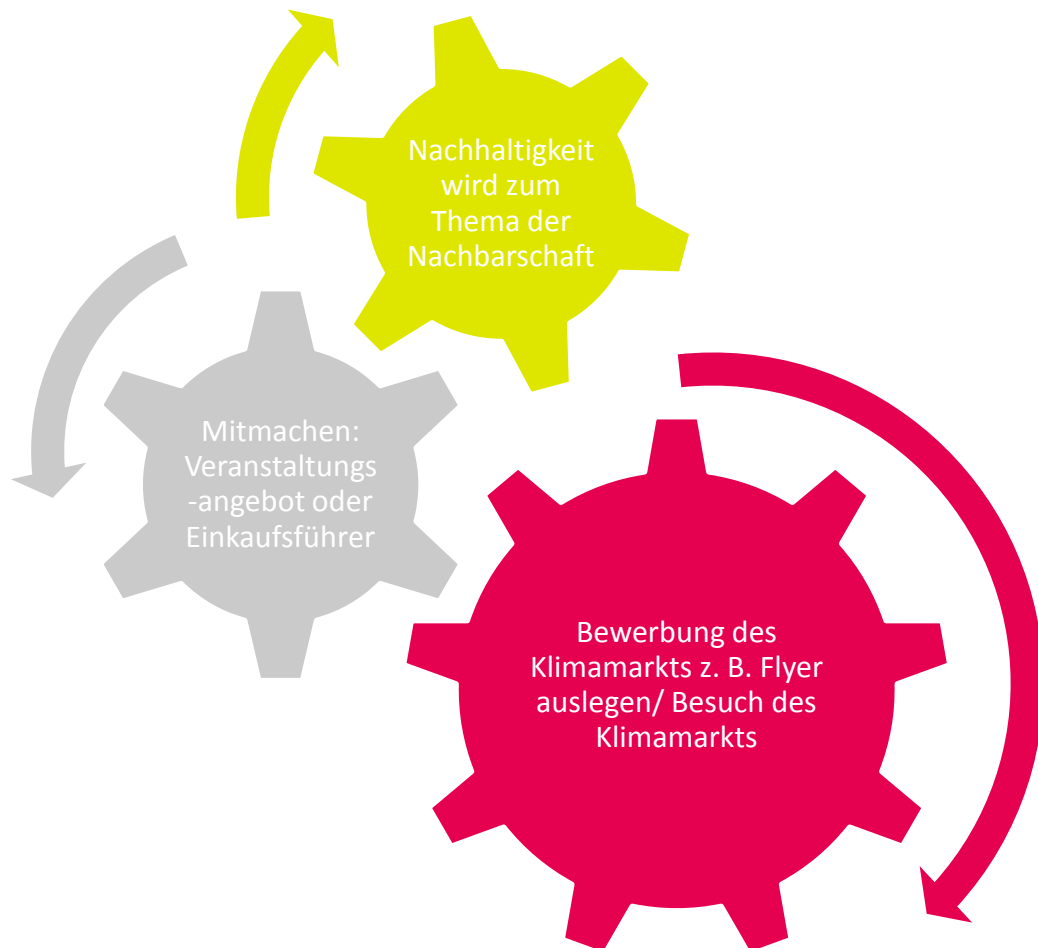 Nachhaltigkeit
wird zum
Thema der
Nachbarschaft
Mitmachen:
Veranstaltungs
-angebot oder
Einkaufsführer
Bewerbung des
Klimamarkts z. B. Flyer
auslegen/ Besuch des
Klimamarkts